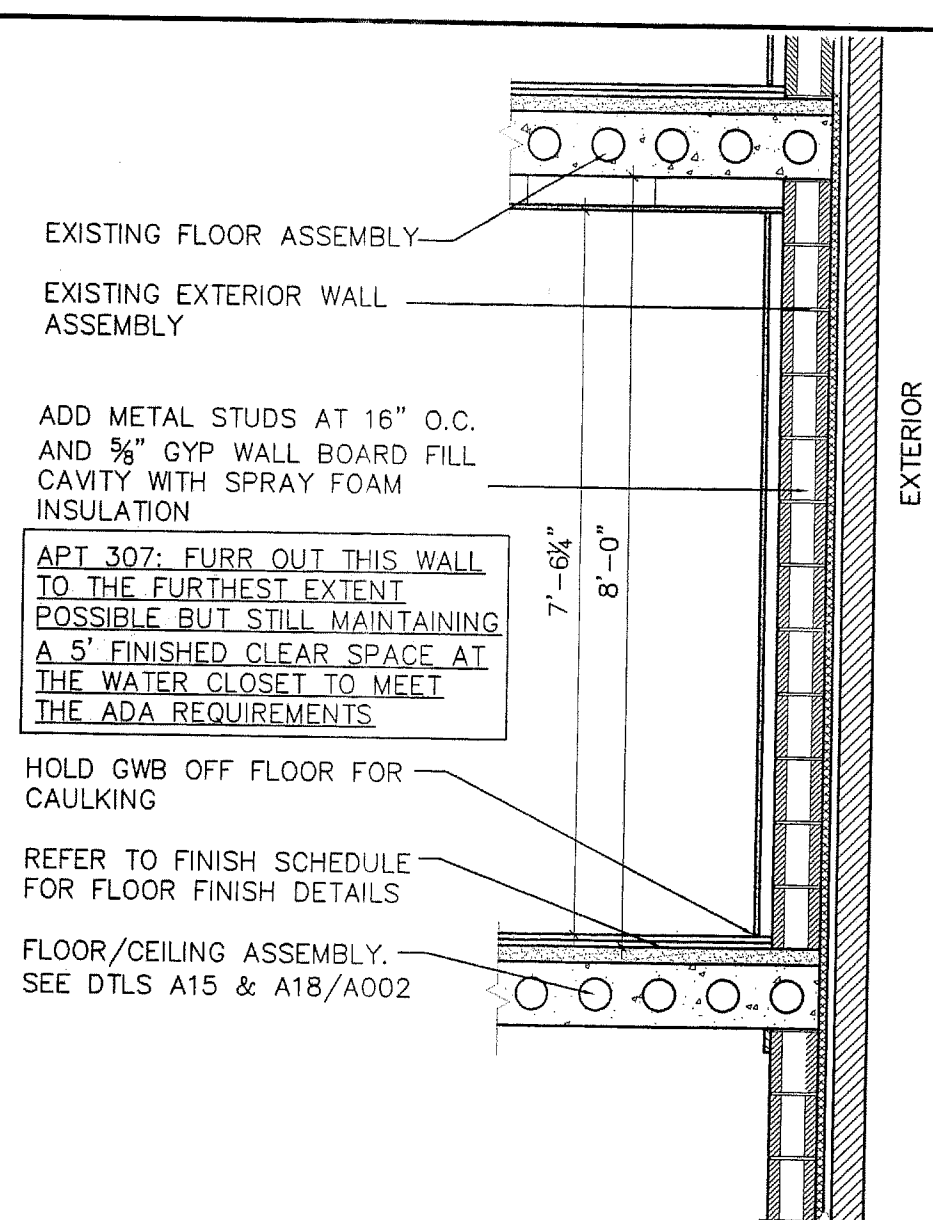 EXISTING FLOOR ASSEMBLY
EXISTING EXTERIOR WALL
ASSEMBLY
ADD METAL STUDS AT 16" O.C.
AND 5/8" GYP WALL BOARD FILL
CAVITY WITH SPRAY FOAM
INSULATION
APT 307: FURR OUT THIS WALL
TO THE FURTHEST EXTENT
POSSIBLE BUT STILL MAINTAINING
A 5' FINISHED CLEAR SPACE AT
THE WATER CLOSET TO MEET
THE ADA REQUIREMENTS
HOLD GWB OFF FLOOR FOR
CAULKING
REFER TO FINISH SCHEDULE
FOR FLOOR FINISH DETAILS
FLOOR/CEILING ASSEMBLY.
SEE DTLS A15 & A18/A002
7'-6 1/4"
8'-0"
EXTERIOR